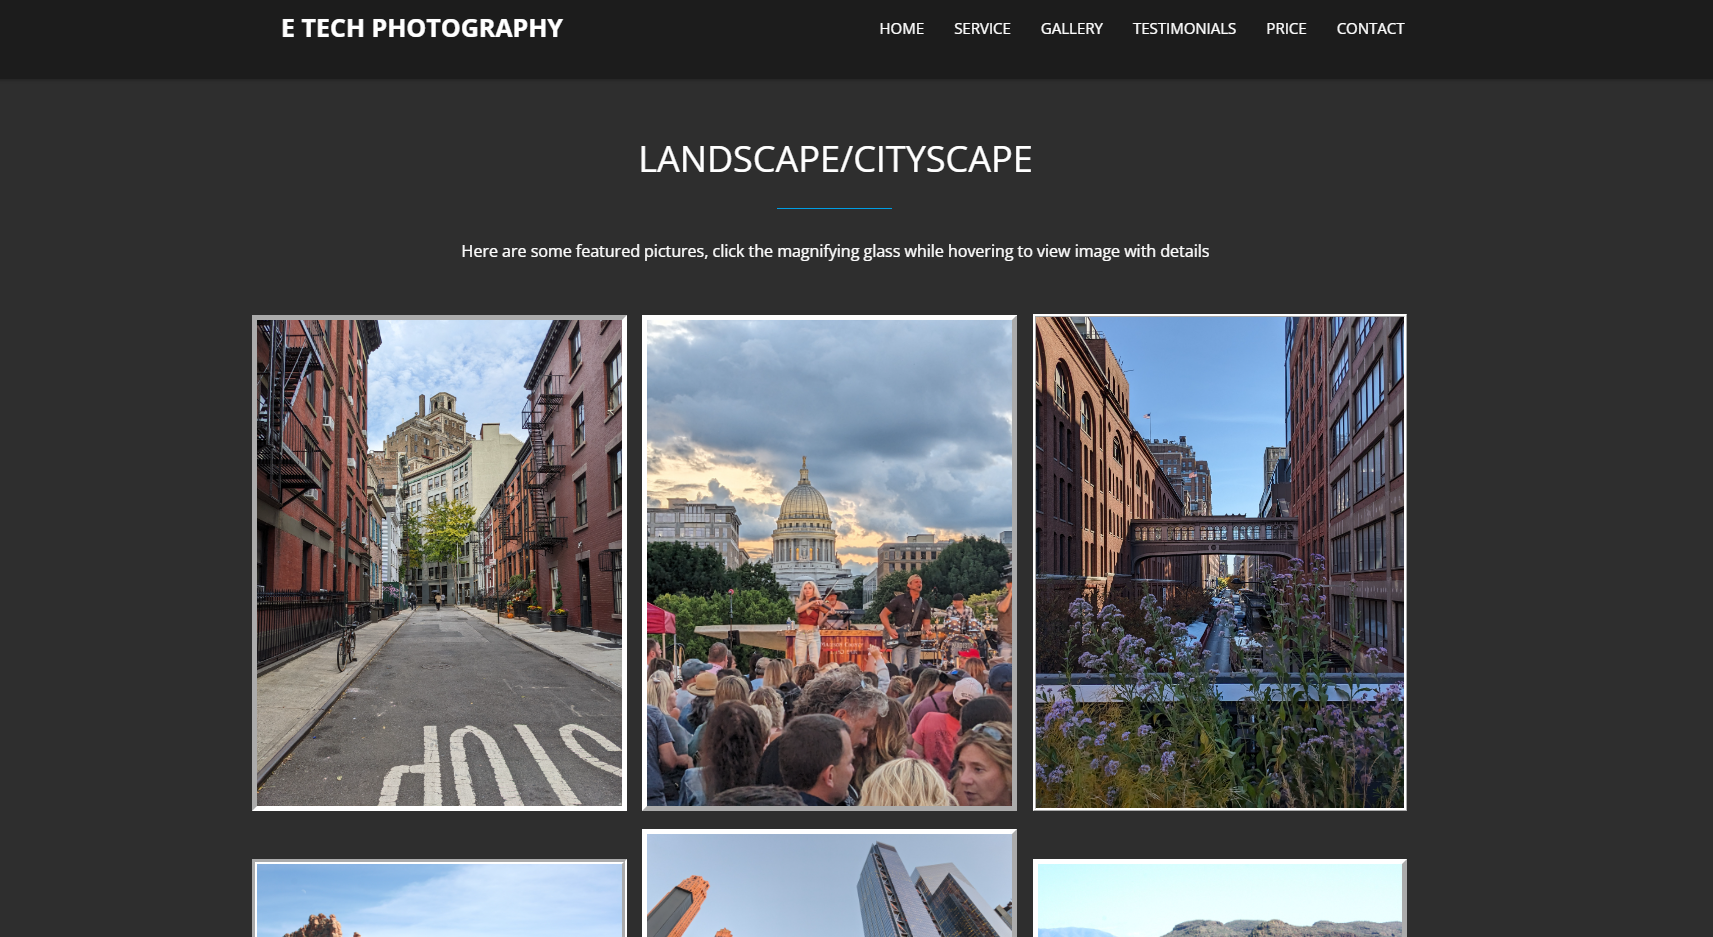 E TECH PHOTOGRAPHY
HOME SERVICE GALLERY TESTIMONIALS PRICE CONTACT
LANDSCAPE/CITYSCAPE
Here are some featured pictures, click the magnifying glass while hovering to view image with details
STOP